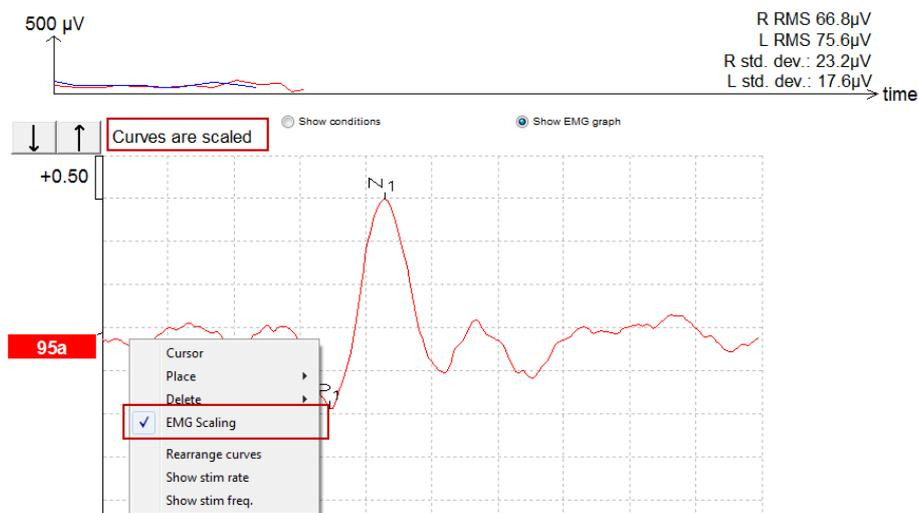 500 µV
R RMS 66.8µV
L RMS 75.6µV
R std. dev.: 23.2µV
L std. dev.: 17.6µV
time
Show conditions
Show EMG graph
Curves are scaled
+0.50
N1
95a
Cursor
Place
P1
Delete
EMG Scaling
Rearrange curves
Show stim rate
Show stim freq.